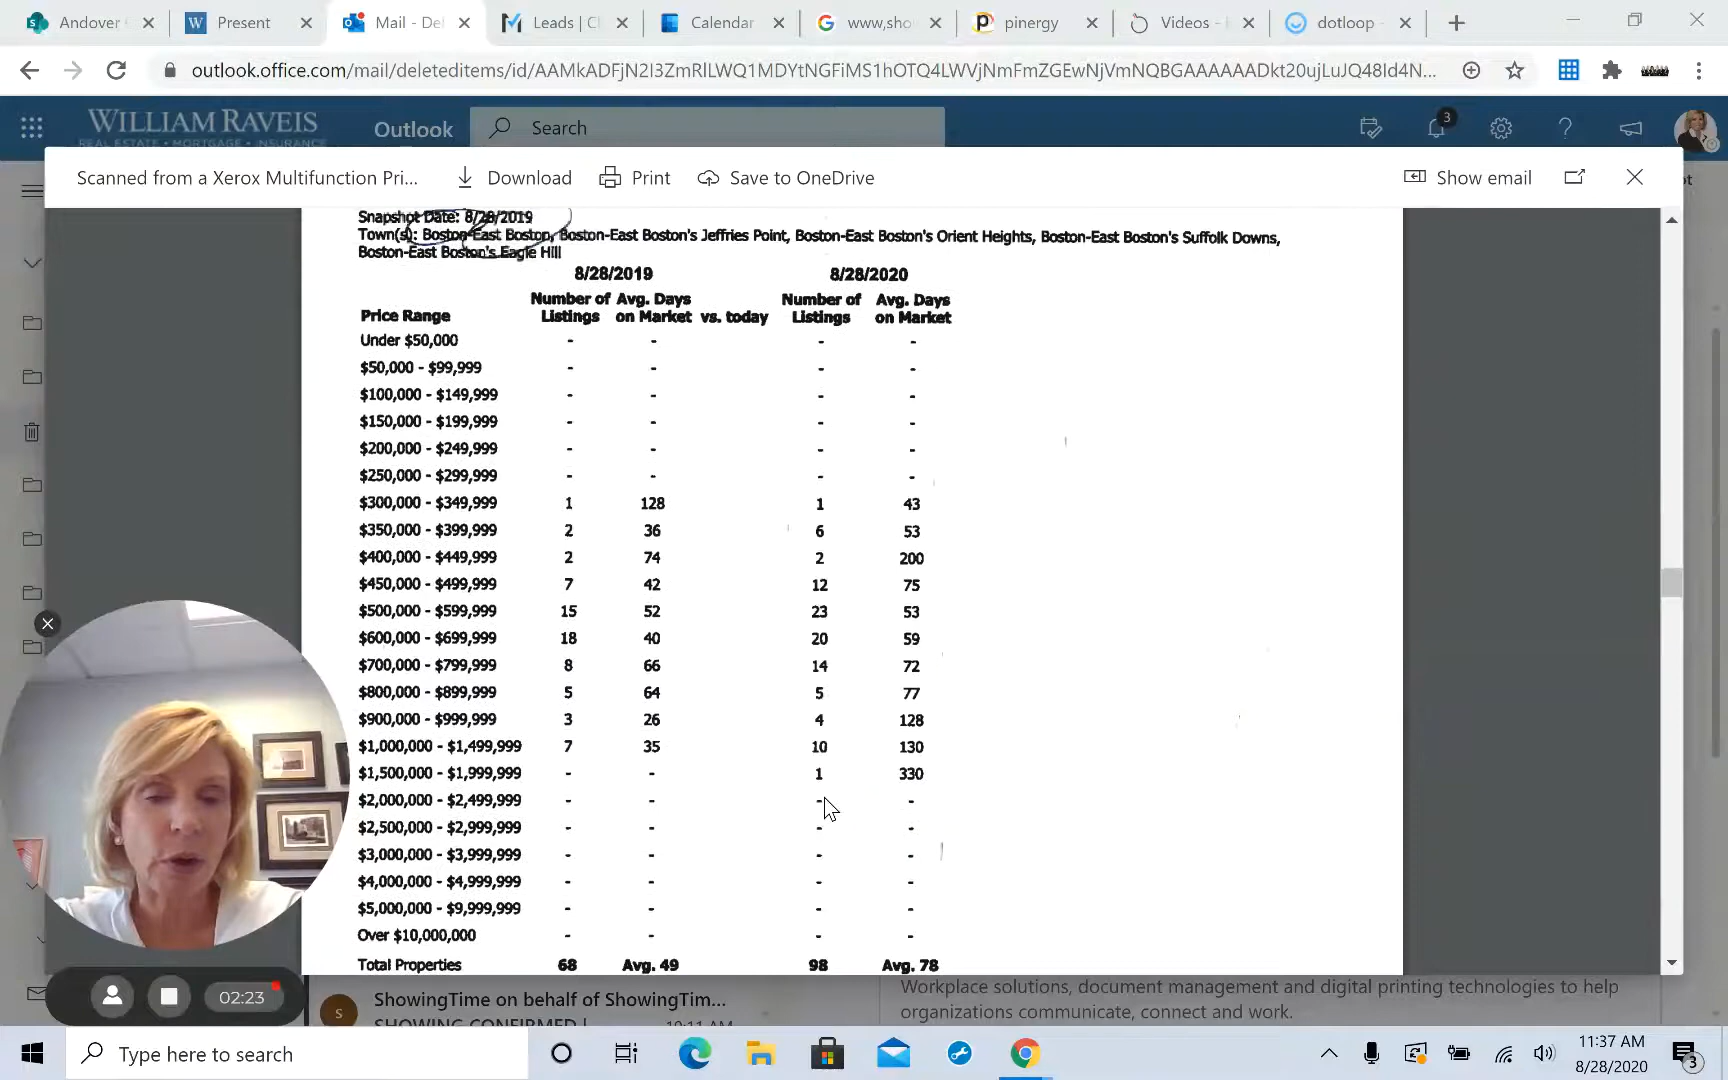 Andover
Present
Mail - Del
Leads | C
Calendar
www,sho
pinergy
Videos -
dotloop
outlook.office.com/mail/deleteditems/id/AAMkADFjN2I3ZmRlLWQ1MDYtNGFiMS1hOTQ4LWVjNmFmZGEwNjVmNQBGAAAAAADkt20ujLuJQ48Id4N...
WILLIAM RAVEIS
REAL ESTATE • MORTGAGE • INSURANCE
Outlook
Search
3
Scanned from a Xerox Multifunction Pri...
Download
Print
Save to OneDrive
Show email
Snapshot Date: 8/28/2019
Town(s): Boston-East Boston, Boston-East Boston's Jeffries Point, Boston-East Boston's Orient Heights, Boston-East Boston's Suffolk Downs,
Boston-East Boston's Eagle Hill
8/28/2019 8/28/2020
Number of Avg. Days Number of Avg. Days
Price Range Listings on Market vs. today Listings on Market
Under $50,000 - - - -
$50,000 - $99,999 - - - -
$100,000 - $149,999 - - - -
$150,000 - $199,999 - - - -
$200,000 - $249,999 - - - -
$250,000 - $299,999 - - - -
$300,000 - $349,999 1 128 1 43
$350,000 - $399,999 2 36 6 53
$400,000 - $449,999 2 74 2 200
$450,000 - $499,999 7 42 12 75
$500,000 - $599,999 15 52 23 53
$600,000 - $699,999 18 40 20 59
$700,000 - $799,999 8 66 14 72
$800,000 - $899,999 5 64 5 77
$900,000 - $999,999 3 26 4 128
$1,000,000 - $1,499,999 7 35 10 130
$1,500,000 - $1,999,999 - - 1 330
$2,000,000 - $2,499,999 - - - -
$2,500,000 - $2,999,999 - - - -
$3,000,000 - $3,999,999 - - - -
$4,000,000 - $4,999,999 - - - -
$5,000,000 - $9,999,999 - - - -
Over $10,000,000 - - - -
Total Properties 68 Avg. 49 98 Avg. 78
02:23
S
ShowingTime on behalf of ShowingTim...
Workplace solutions, document management and digital printing technologies to help
organizations communicate, connect and work.
Type here to search
11:37 AM
8/28/2020
3